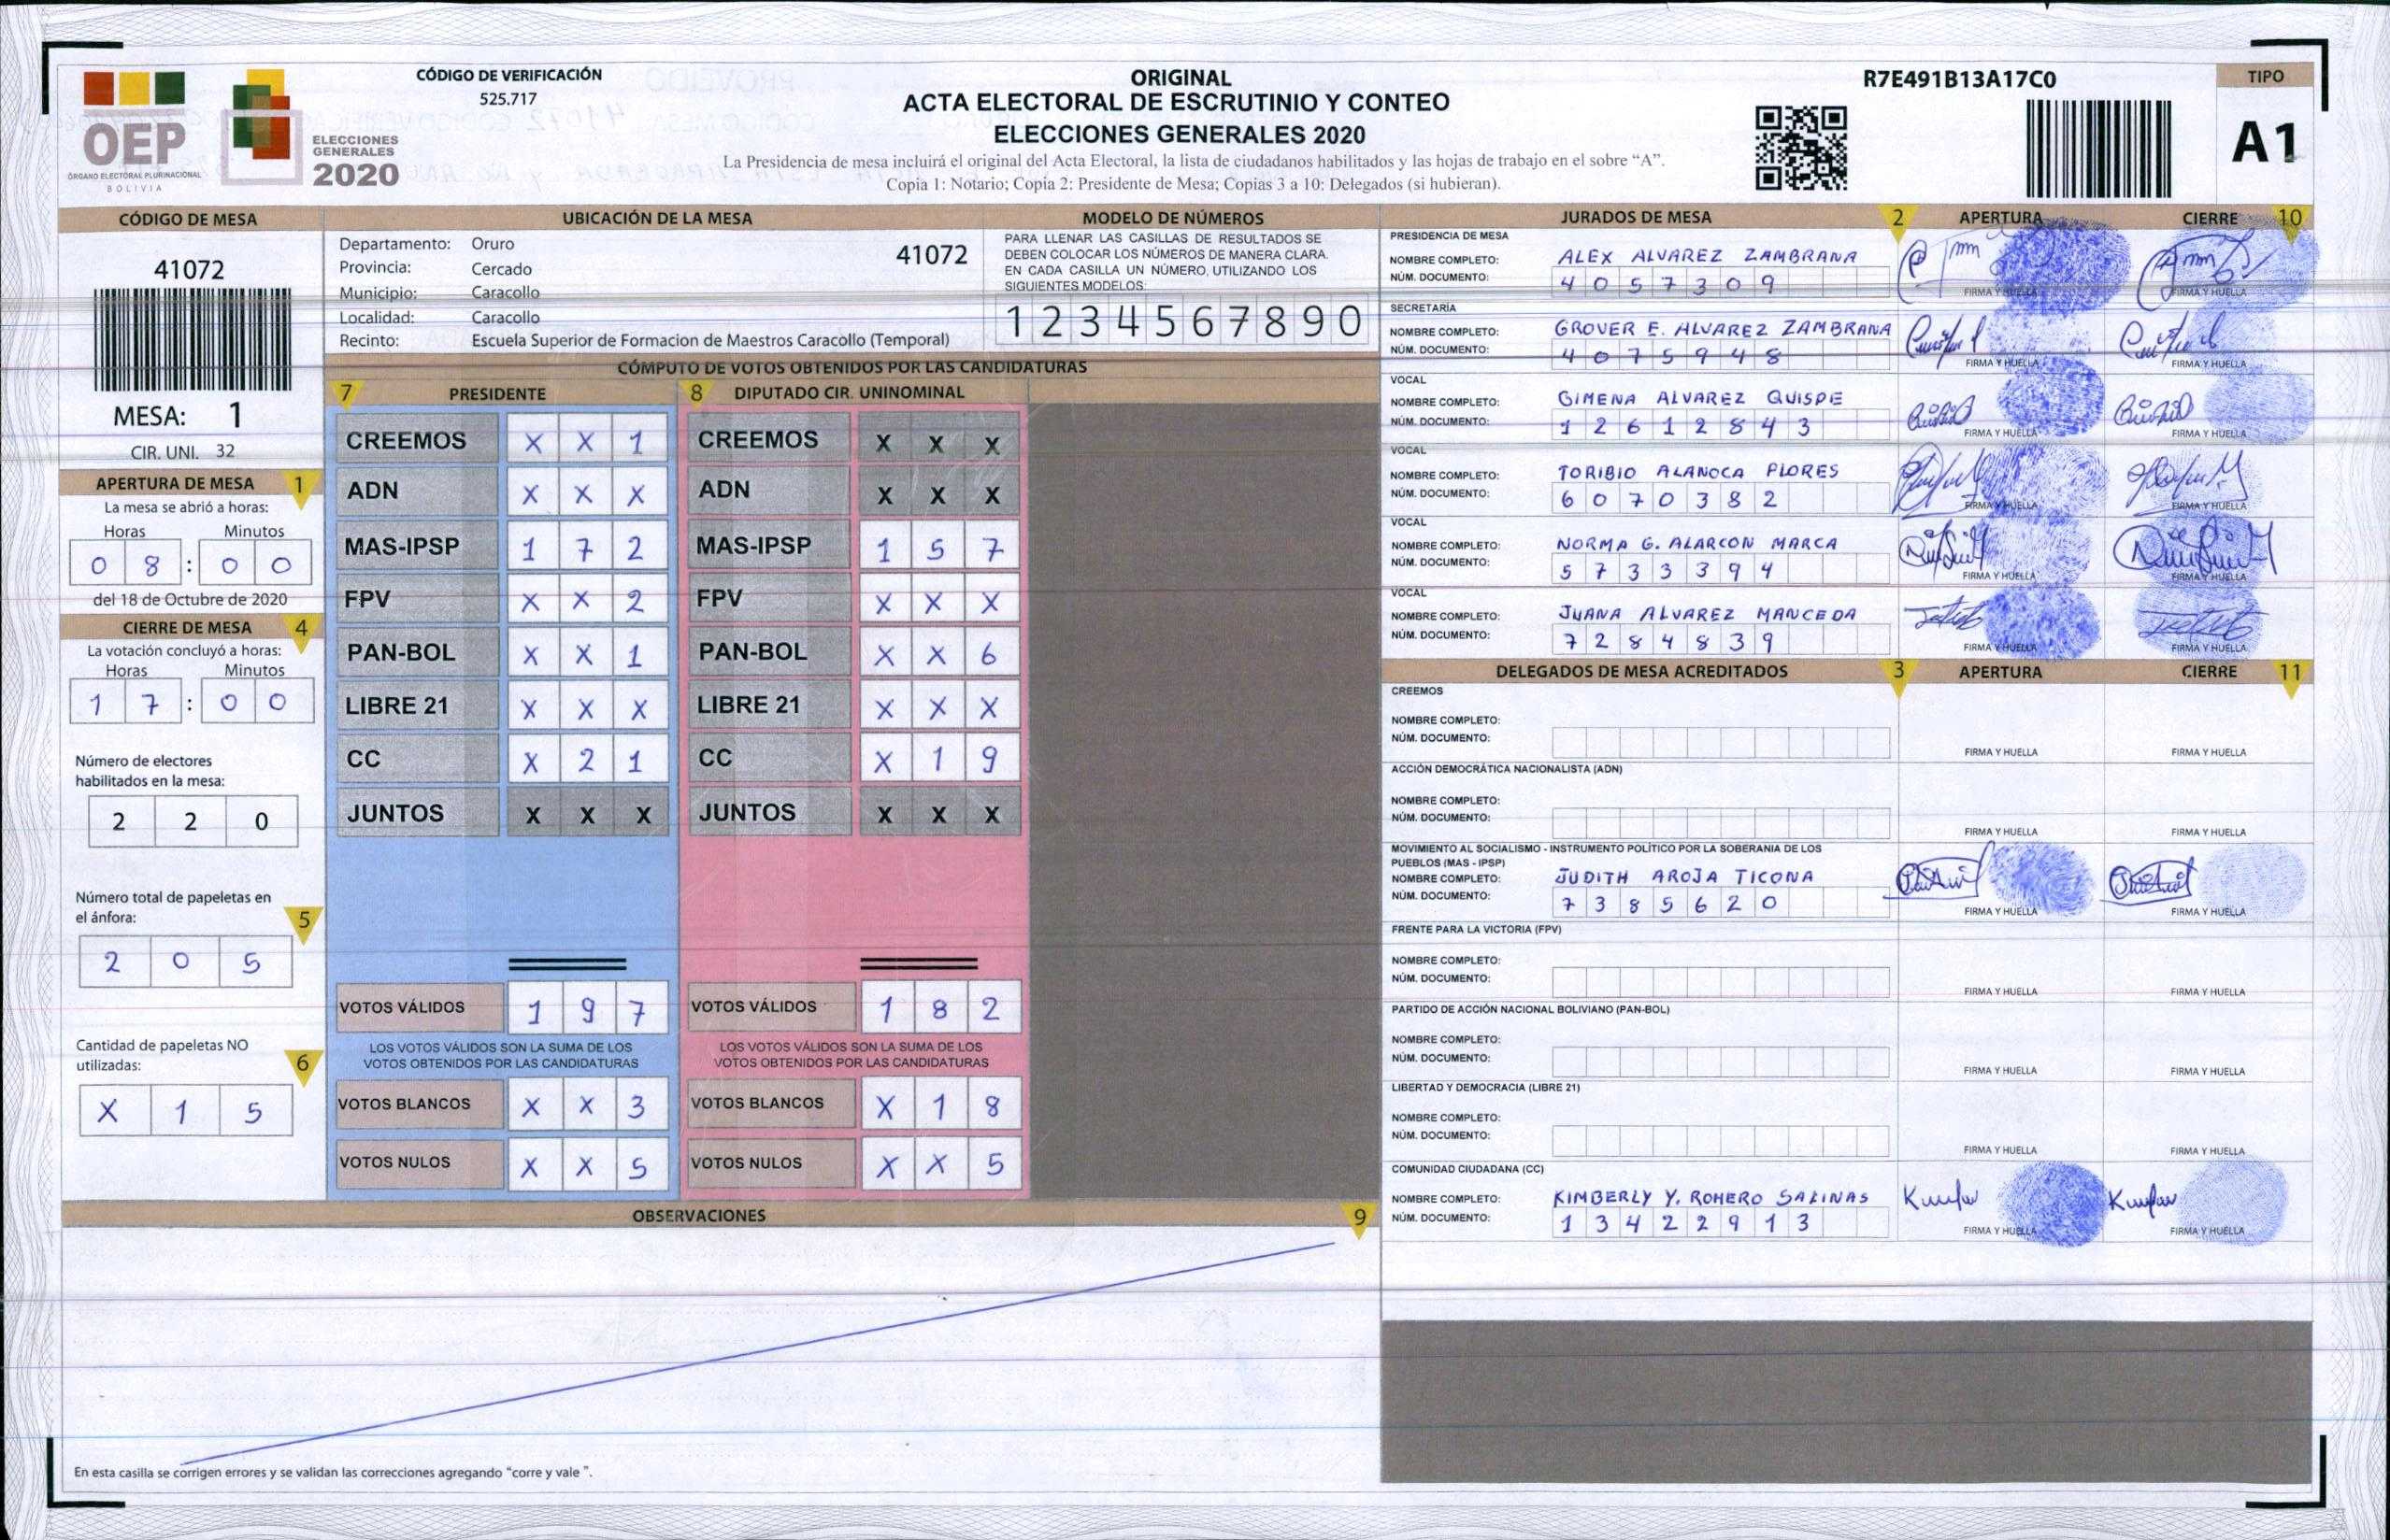 CÓDIGO DE VERIFICACIÓN
525.717
OEP
ÓRGANO ELECTORAL PLURINACIONAL
BOLIVIA
ELECCIONES
GENERALES
2020
ORIGINAL
ACTA ELECTORAL DE ESCRUTINIO Y CONTEO
ELECCIONES GENERALES 2020
La Presidencia de mesa incluirá el original del Acta Electoral, la lista de ciudadanos habilitados y las hojas de trabajo en el sobre “A”.
Copia 1: Notario; Copia 2: Presidente de Mesa; Copias 3 a 10: Delegados (si hubieran).
R7E491B13A17C0
TIPO
A1
CÓDIGO DE MESA
41072
MESA: 1
CIR. UNI. 32
APERTURA DE MESA 1
La mesa se abrió a horas:
Horas Minutos
0 8 : 0 0
del 18 de Octubre de 2020
CIERRE DE MESA 4
La votación concluyó a horas:
Horas Minutos
1 7 : 0 0
Número de electores
habilitados en la mesa:
2 2 0
Número total de papeletas en
el ánfora: 5
2 0 5
Cantidad de papeletas NO
utilizadas: 6
X 1 5
UBICACIÓN DE LA MESA
Departamento: Oruro
41072
Provincia: Cercado
Municipio: Caracollo
Localidad: Caracollo
Recinto: Escuela Superior de Formacion de Maestros Caracollo (Temporal)
MODELO DE NÚMEROS
PARA LLENAR LAS CASILLAS DE RESULTADOS SE
DEBEN COLOCAR LOS NÚMEROS DE MANERA CLARA.
EN CADA CASILLA UN NÚMERO, UTILIZANDO LOS
SIGUIENTES MODELOS:
1 2 3 4 5 6 7 8 9 0
CÓMPUTO DE VOTOS OBTENIDOS POR LAS CANDIDATURAS
7 PRESIDENTE
CREEMOS X X 1
ADN X X X
MAS-IPSP 1 7 2
FPV X X 2
PAN-BOL X X 1
LIBRE 21 X X X
CC X 2 1
JUNTOS X X X
VOTOS VÁLIDOS 1 9 7
LOS VOTOS VÁLIDOS SON LA SUMA DE LOS
VOTOS OBTENIDOS POR LAS CANDIDATURAS
VOTOS BLANCOS X X 3
VOTOS NULOS X X 5
8 DIPUTADO CIR. UNINOMINAL
CREEMOS X X X
ADN X X X
MAS-IPSP 1 5 7
FPV X X X
PAN-BOL X X 6
LIBRE 21 X X X
CC X 1 9
JUNTOS X X X
VOTOS VÁLIDOS 1 8 2
LOS VOTOS VÁLIDOS SON LA SUMA DE LOS
VOTOS OBTENIDOS POR LAS CANDIDATURAS
VOTOS BLANCOS X 1 8
VOTOS NULOS X X 5
OBSERVACIONES 9
En esta casilla se corrigen errores y se validan las correcciones agregando “corre y vale ”.
JURADOS DE MESA 2 APERTURA CIERRE 10
PRESIDENCIA DE MESA
NOMBRE COMPLETO: ALEX ALVAREZ ZAMBRANA
NÚM. DOCUMENTO: 4 0 5 7 3 0 9
FIRMA Y HUELLA FIRMA Y HUELLA
SECRETARÍA
NOMBRE COMPLETO: GROVER E. ALVAREZ ZAMBRANA
NÚM. DOCUMENTO: 4 0 7 5 9 4 8
FIRMA Y HUELLA FIRMA Y HUELLA
VOCAL
NOMBRE COMPLETO: GIMENA ALVAREZ QUISPE
NÚM. DOCUMENTO: 1 2 6 1 2 8 4 3
FIRMA Y HUELLA FIRMA Y HUELLA
VOCAL
NOMBRE COMPLETO: TORIBIO ALANOCA FLORES
NÚM. DOCUMENTO: 6 0 7 0 3 8 2
FIRMA Y HUELLA FIRMA Y HUELLA
VOCAL
NOMBRE COMPLETO: NORMA G. ALARCON MARCA
NÚM. DOCUMENTO: 5 7 3 3 3 9 4
FIRMA Y HUELLA FIRMA Y HUELLA
VOCAL
NOMBRE COMPLETO: JUANA ALVAREZ MANCEDA
NÚM. DOCUMENTO: 7 2 8 4 8 3 9
FIRMA Y HUELLA FIRMA Y HUELLA
DELEGADOS DE MESA ACREDITADOS 3 APERTURA CIERRE 11
CREEMOS
NOMBRE COMPLETO:
NÚM. DOCUMENTO:
FIRMA Y HUELLA FIRMA Y HUELLA
ACCIÓN DEMOCRÁTICA NACIONALISTA (ADN)
NOMBRE COMPLETO:
NÚM. DOCUMENTO:
FIRMA Y HUELLA FIRMA Y HUELLA
MOVIMIENTO AL SOCIALISMO - INSTRUMENTO POLÍTICO POR LA SOBERANIA DE LOS
PUEBLOS (MAS - IPSP)
NOMBRE COMPLETO: JUDITH AROJA TICONA
NÚM. DOCUMENTO: 7 3 8 5 6 2 0
FIRMA Y HUELLA FIRMA Y HUELLA
FRENTE PARA LA VICTORIA (FPV)
NOMBRE COMPLETO:
NÚM. DOCUMENTO:
FIRMA Y HUELLA FIRMA Y HUELLA
PARTIDO DE ACCIÓN NACIONAL BOLIVIANO (PAN-BOL)
NOMBRE COMPLETO:
NÚM. DOCUMENTO:
FIRMA Y HUELLA FIRMA Y HUELLA
LIBERTAD Y DEMOCRACIA (LIBRE 21)
NOMBRE COMPLETO:
NÚM. DOCUMENTO:
FIRMA Y HUELLA FIRMA Y HUELLA
COMUNIDAD CIUDADANA (CC)
NOMBRE COMPLETO: KIMBERLY Y. ROMERO SALINAS
NÚM. DOCUMENTO: 1 3 4 2 2 9 1 3
FIRMA Y HUELLA FIRMA Y HUELLA